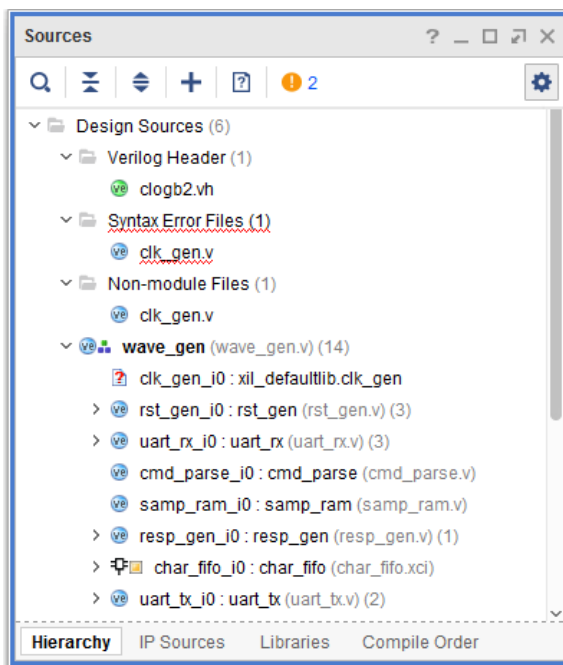 Sources
2
Design Sources (6)
Verilog Header (1)
clogb2.vh
Syntax Error Files (1)
clk_gen.v
Non-module Files (1)
clk_gen.v
wave_gen (wave_gen.v) (14)
clk_gen_i0 : xil_defaultlib.clk_gen
rst_gen_i0 : rst_gen (rst_gen.v) (3)
uart_rx_i0 : uart_rx (uart_rx.v) (3)
cmd_parse_i0 : cmd_parse (cmd_parse.v)
samp_ram_i0 : samp_ram (samp_ram.v)
resp_gen_i0 : resp_gen (resp_gen.v) (1)
char_fifo_i0 : char_fifo (char_fifo.xci)
uart_tx_i0 : uart_tx (uart_tx.v) (2)
Hierarchy IP Sources Libraries Compile Order